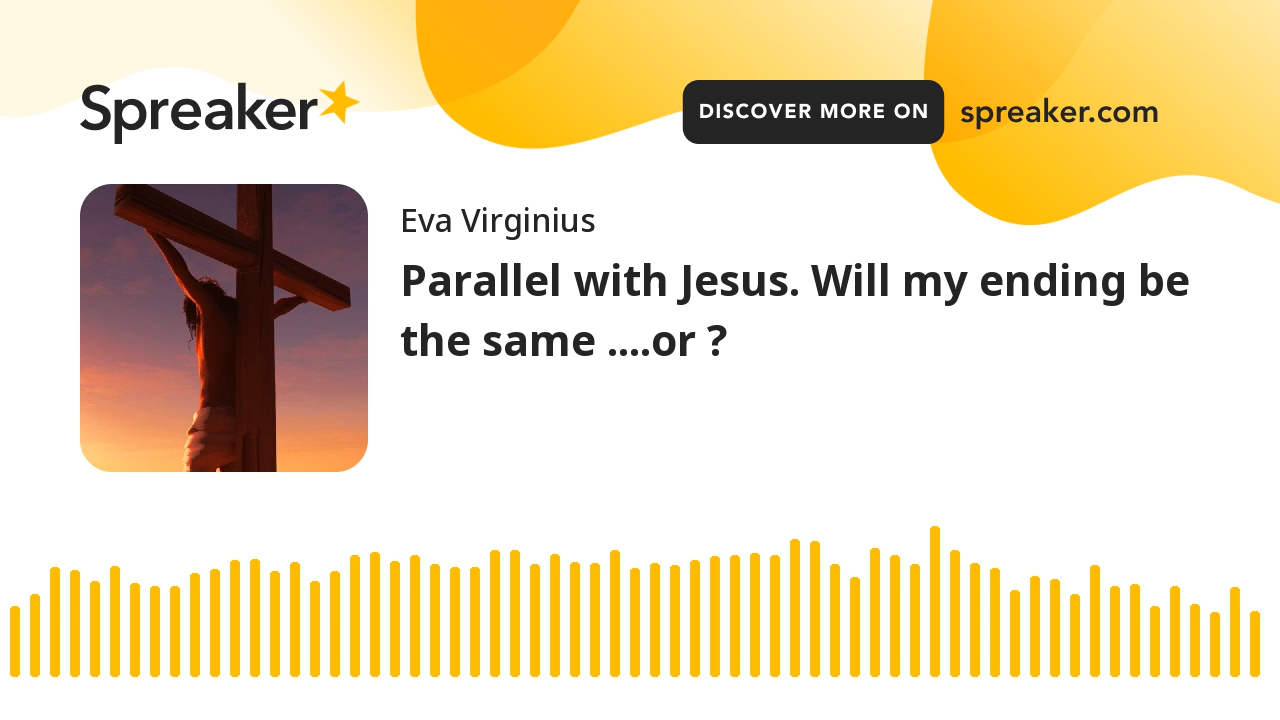 Spreaker
DISCOVER MORE ON
spreaker.com
Eva Virginius
Parallel with Jesus. Will my ending be
the same ....or ?